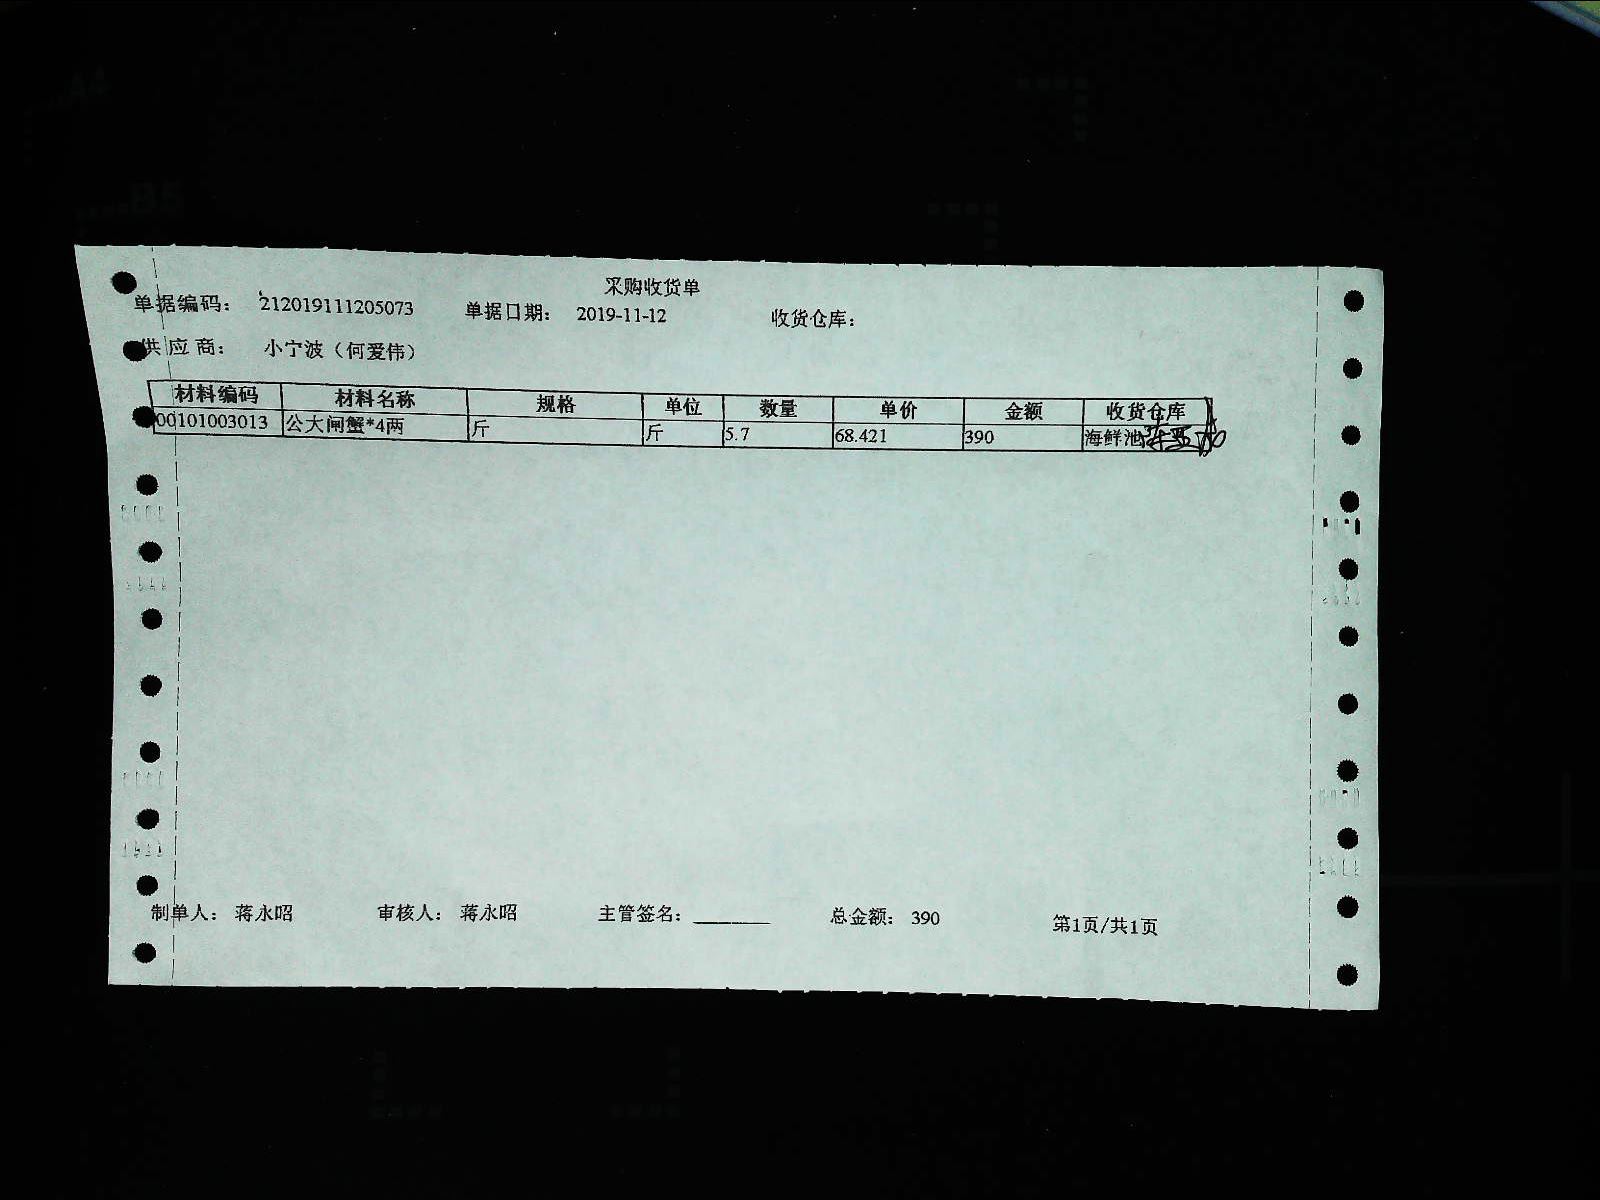 采购收货单
单据编码： 212019111205073 单据日期： 2019-11-12 收货仓库：
供应商： 小宁波（何爱伟）
材料编码 材料名称 规格 单位 数量 单价 金额 收货仓库
00101003013 公大闸蟹*4两 斤 斤 5.7 68.421 390 海鲜池
制单人： 蒋永昭 审核人： 蒋永昭 主管签名： 总金额： 390 第1页/共1页